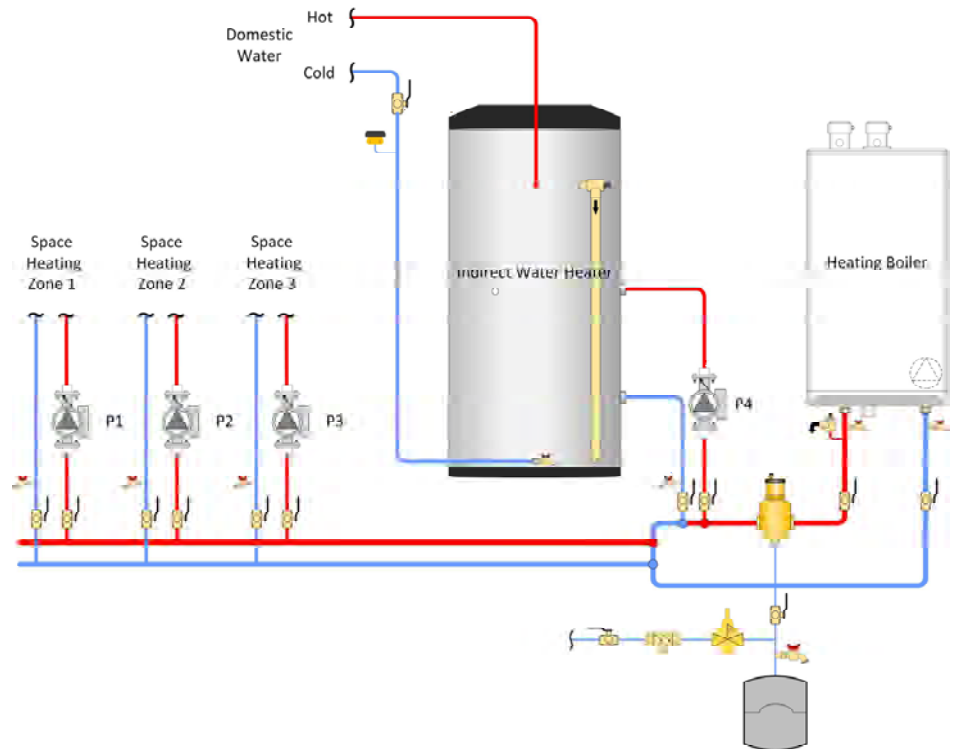 Hot
Domestic
Water
Cold
Space
Heating
Zone 1
Space
Heating
Zone 2
Space
Heating
Zone 3
Indirect Water Heater
Heating Boiler
P1
P2
P3
P4